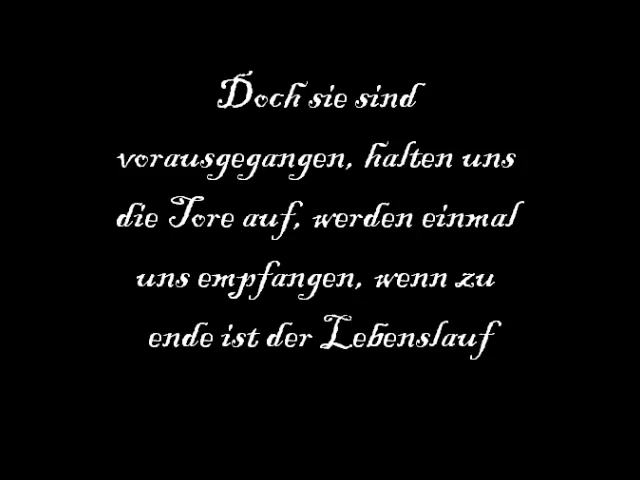 Doch sie sind
vorausgegangen, halten uns
die Tore auf, werden einmal
uns empfangen, wenn zu
ende ist der Lebenslauf